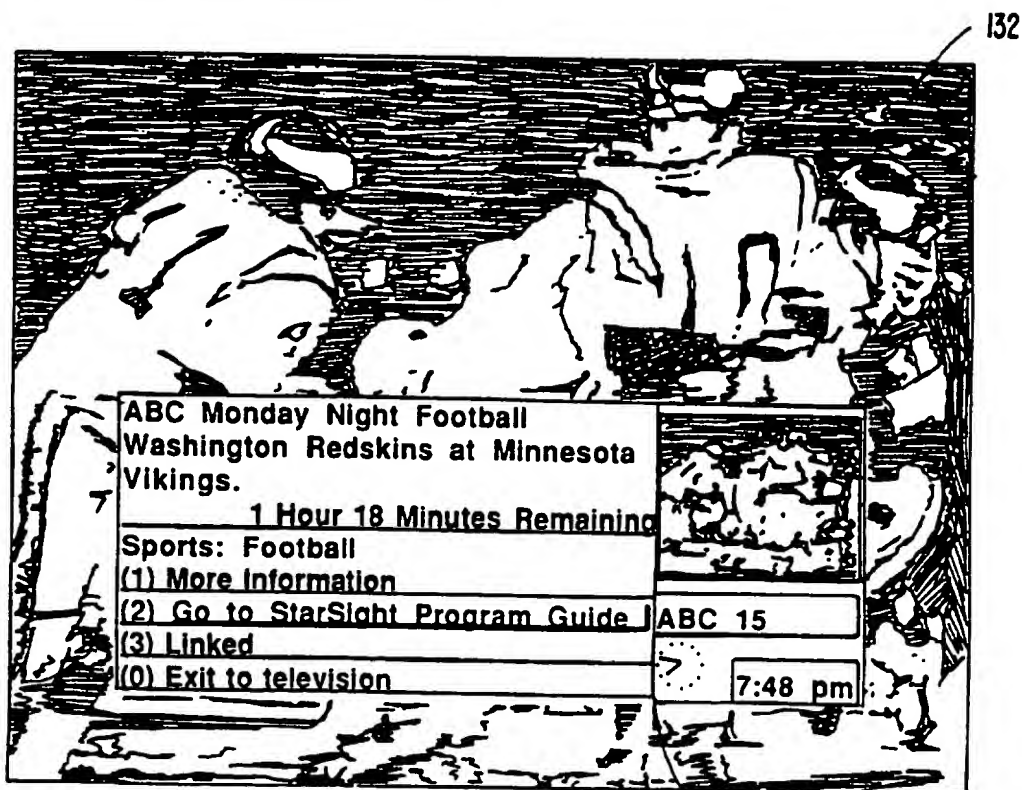 132
ABC Monday Night Football
Washington Redskins at Minnesota
Vikings.
1 Hour 18 Minutes Remaining
Sports: Football
(1) More Information
(2) Go to StarSight Program Guide
(3) Linked
(0) Exit to television
ABC 15
7:48 pm